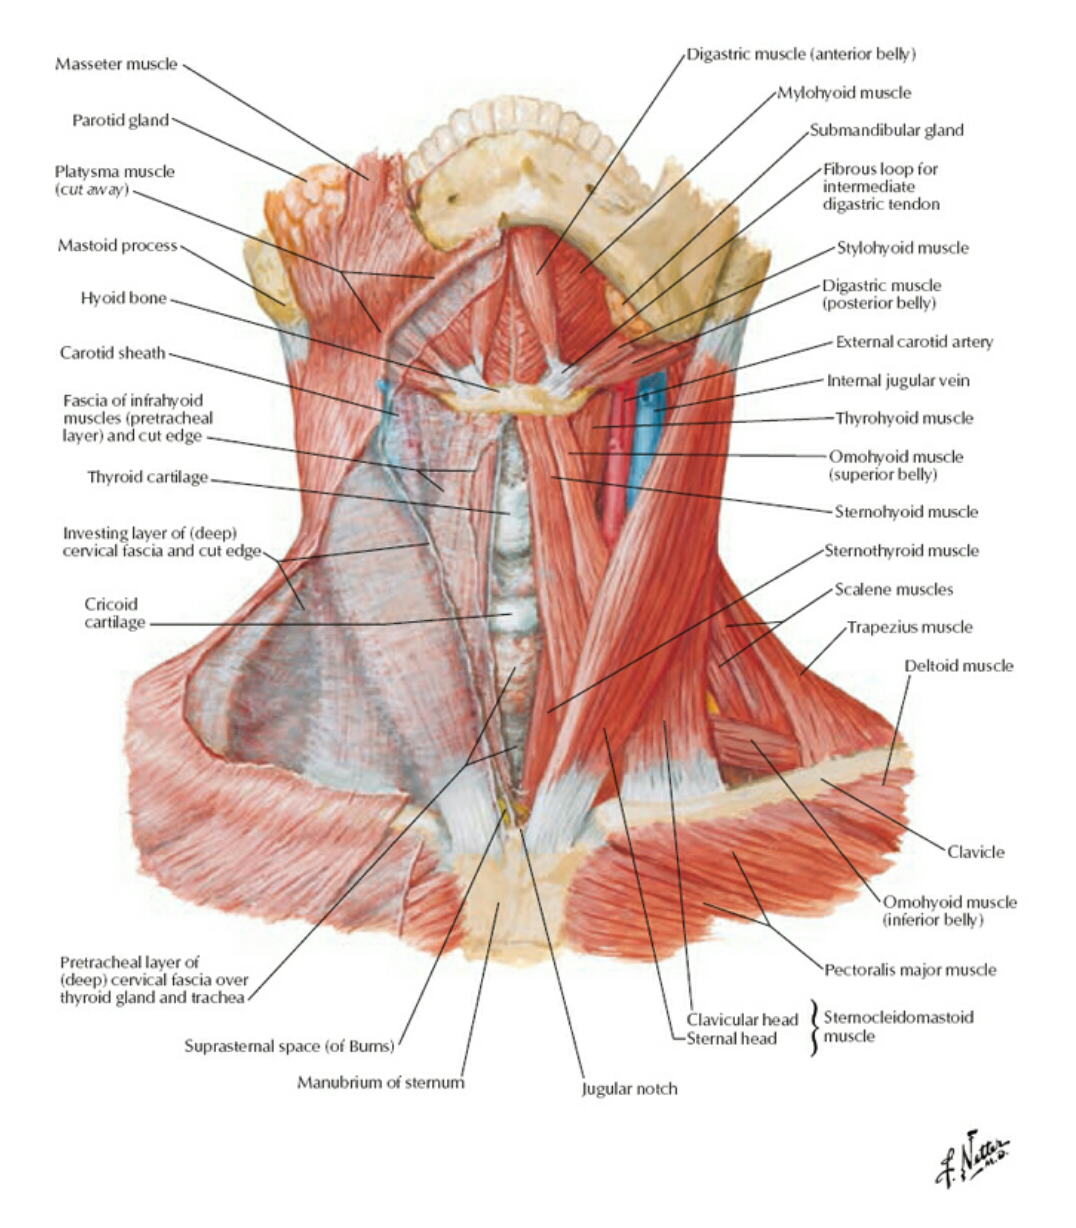 Masseter muscle
Parotid gland
Platysma muscle
(cut away)
Mastoid process
Hyoid bone
Carotid sheath
Fascia of infrahyoid
muscles (pretracheal
layer) and cut edge
Thyroid cartilage
Investing layer of (deep)
cervical fascia and cut edge
Cricoid
cartilage
Pretracheal layer of
(deep) cervical fascia over
thyroid gland and trachea
Suprasternal space (of Burns)
Manubrium of sternum
Digastric muscle (anterior belly)
Mylohyoid muscle
Submandibular gland
Fibrous loop for
intermediate
digastric tendon
Stylohyoid muscle
Digastric muscle
(posterior belly)
External carotid artery
Internal jugular vein
Thyrohyoid muscle
Omohyoid muscle
(superior belly)
Sternohyoid muscle
Sternothyroid muscle
Scalene muscles
Trapezius muscle
Deltoid muscle
Clavicle
Omohyoid muscle
(inferior belly)
Pectoralis major muscle
Clavicular head
Sternal head
Sternocleidomastoid
muscle
Jugular notch
F. Netter
M.D.